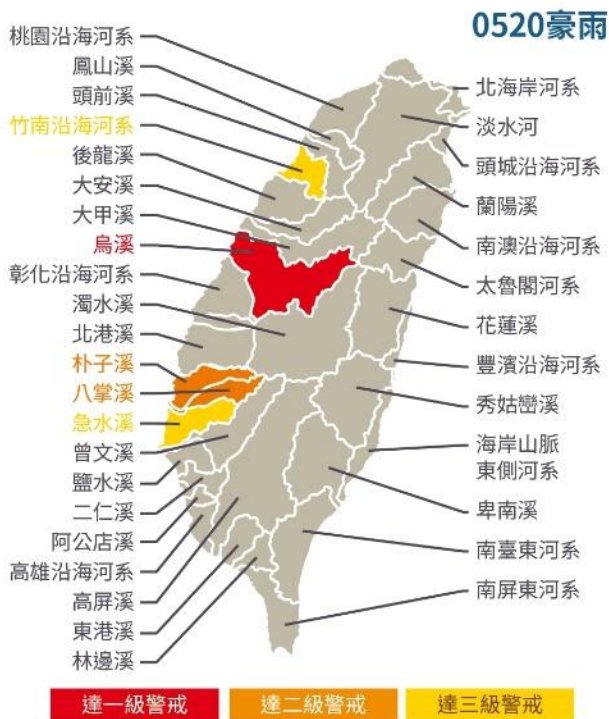 0520豪雨
桃園沿海河系
鳳山溪
頭前溪
竹南沿海河系
後龍溪
大安溪
大甲溪
烏溪
彰化沿海河系
濁水溪
北港溪
朴子溪
八掌溪
急水溪
曾文溪
鹽水溪
二仁溪
阿公店溪
高雄沿海河系
高屏溪
東港溪
林邊溪
北海岸河系
淡水河
頭城沿海河系
蘭陽溪
南澳沿海河系
太魯閣河系
花蓮溪
豐濱沿海河系
秀姑巒溪
海岸山脈
東側河系
卑南溪
南臺東河系
南屏東河系
達一級警戒
達二級警戒
達三級警戒